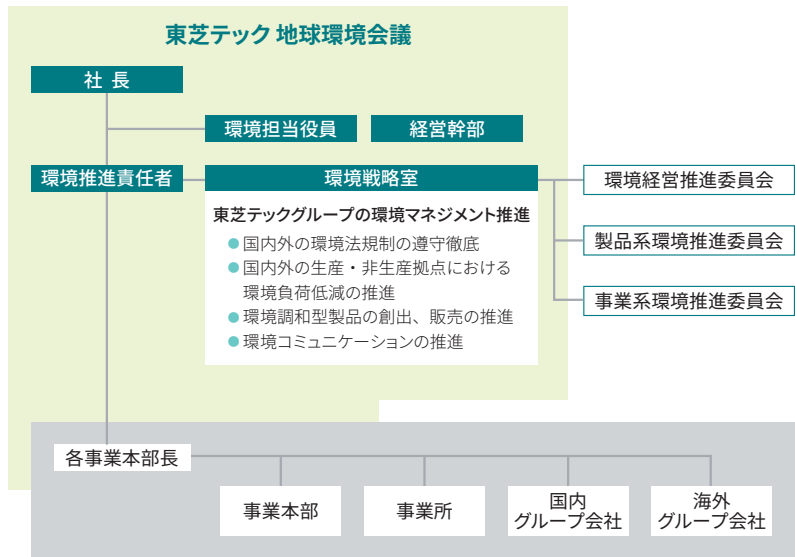 東芝テック 地球環境会議
社 長
環境担当役員
経営幹部
環境推進責任者
環境戦略室
環境経営推進委員会
東芝テックグループの環境マネジメント推進
●国内外の環境法規制の遵守徹底
●国内外の生産・非生産拠点における
環境負荷低減の推進
●環境調和型製品の創出、販売の推進
●環境コミュニケーションの推進
製品系環境推進委員会
事業系環境推進委員会
各事業本部長
事業本部
事業所
国内
グループ会社
海外
グループ会社